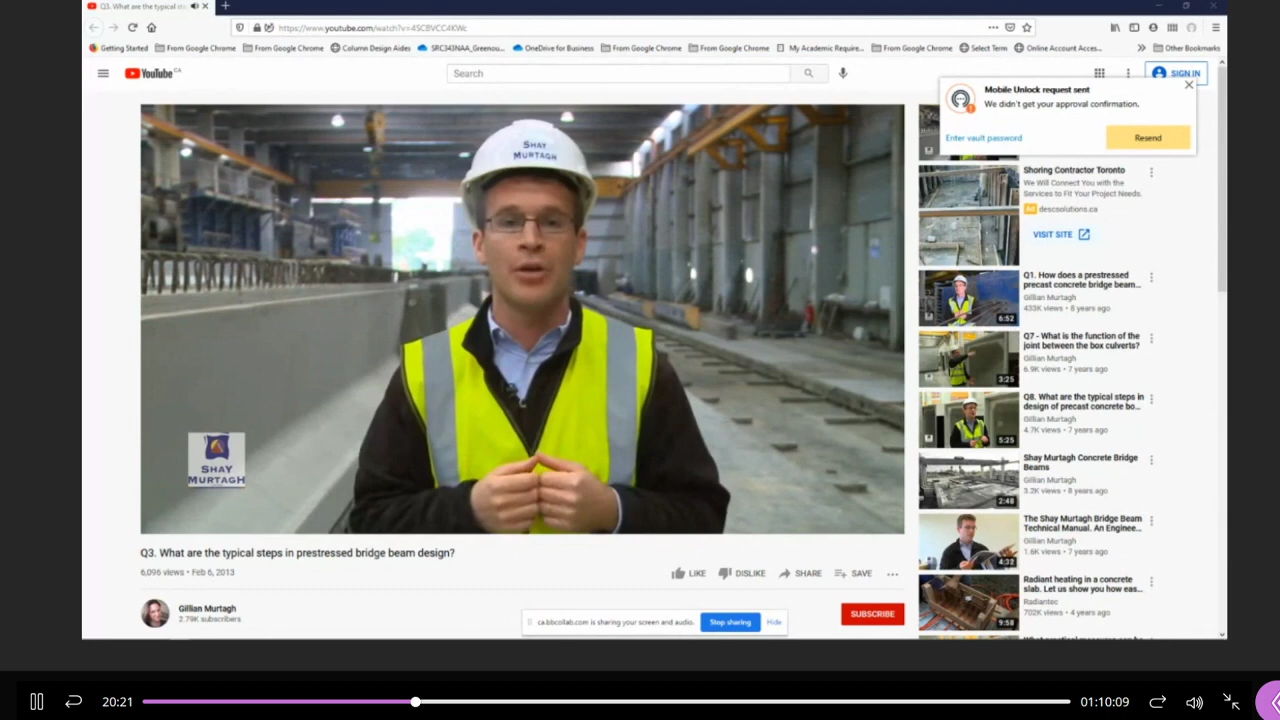 Q3. What are the typical st
https://www.youtube.com/watch?v=4SCBVCC4KWc
Getting Started
From Google Chrome
From Google Chrome
Column Design Aides
SRC343NAA_Greenou...
OneDrive for Business
From Google Chrome
From Google Chrome
My Academic Require...
From Google Chrome
Select Term
Online Account Acces...
Other Bookmarks
YouTube CA
Search
SIGN IN
Mobile Unlock request sent
We didn't get your approval confirmation.
Enter vault password
Resend
SHAY
MURTAGH
SHAY
MURTAGH
Shoring Contractor Toronto
We Will Connect You with the
Services to Fit Your Project Needs.
Ad descsolutions.ca
VISIT SITE
Q1. How does a prestressed
precast concrete bridge beam...
Gillian Murtagh
433K views • 8 years ago
6:52
Q7 - What is the function of the
joint between the box culverts?
Gillian Murtagh
6.9K views • 7 years ago
3:25
Q8. What are the typical steps in
design of precast concrete bo...
Gillian Murtagh
4.7K views • 7 years ago
5:25
Shay Murtagh Concrete Bridge
Beams
Gillian Murtagh
3.2K views • 8 years ago
2:48
The Shay Murtagh Bridge Beam
Technical Manual. An Enginee...
Gillian Murtagh
1.6K views • 7 years ago
4:32
Radiant heating in a concrete
slab. Let us show you how eas...
Radiantec
702K views • 4 years ago
9:58
Q3. What are the typical steps in prestressed bridge beam design?
6,096 views • Feb 6, 2013
LIKE
DISLIKE
SHARE
SAVE
Gillian Murtagh
2.79K subscribers
SUBSCRIBE
ca.bbcollab.com is sharing your screen and audio.
Stop sharing
Hide
20:21
01:10:09